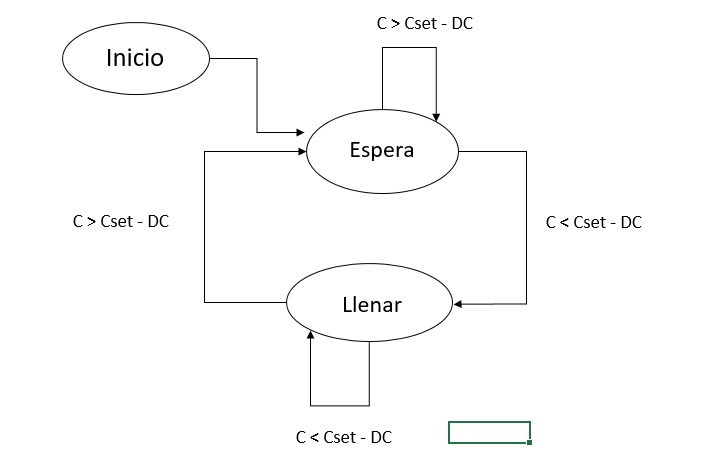 C > Cset - DC
Inicio
Espera
C > Cset - DC
C < Cset - DC
Llenar
C < Cset - DC